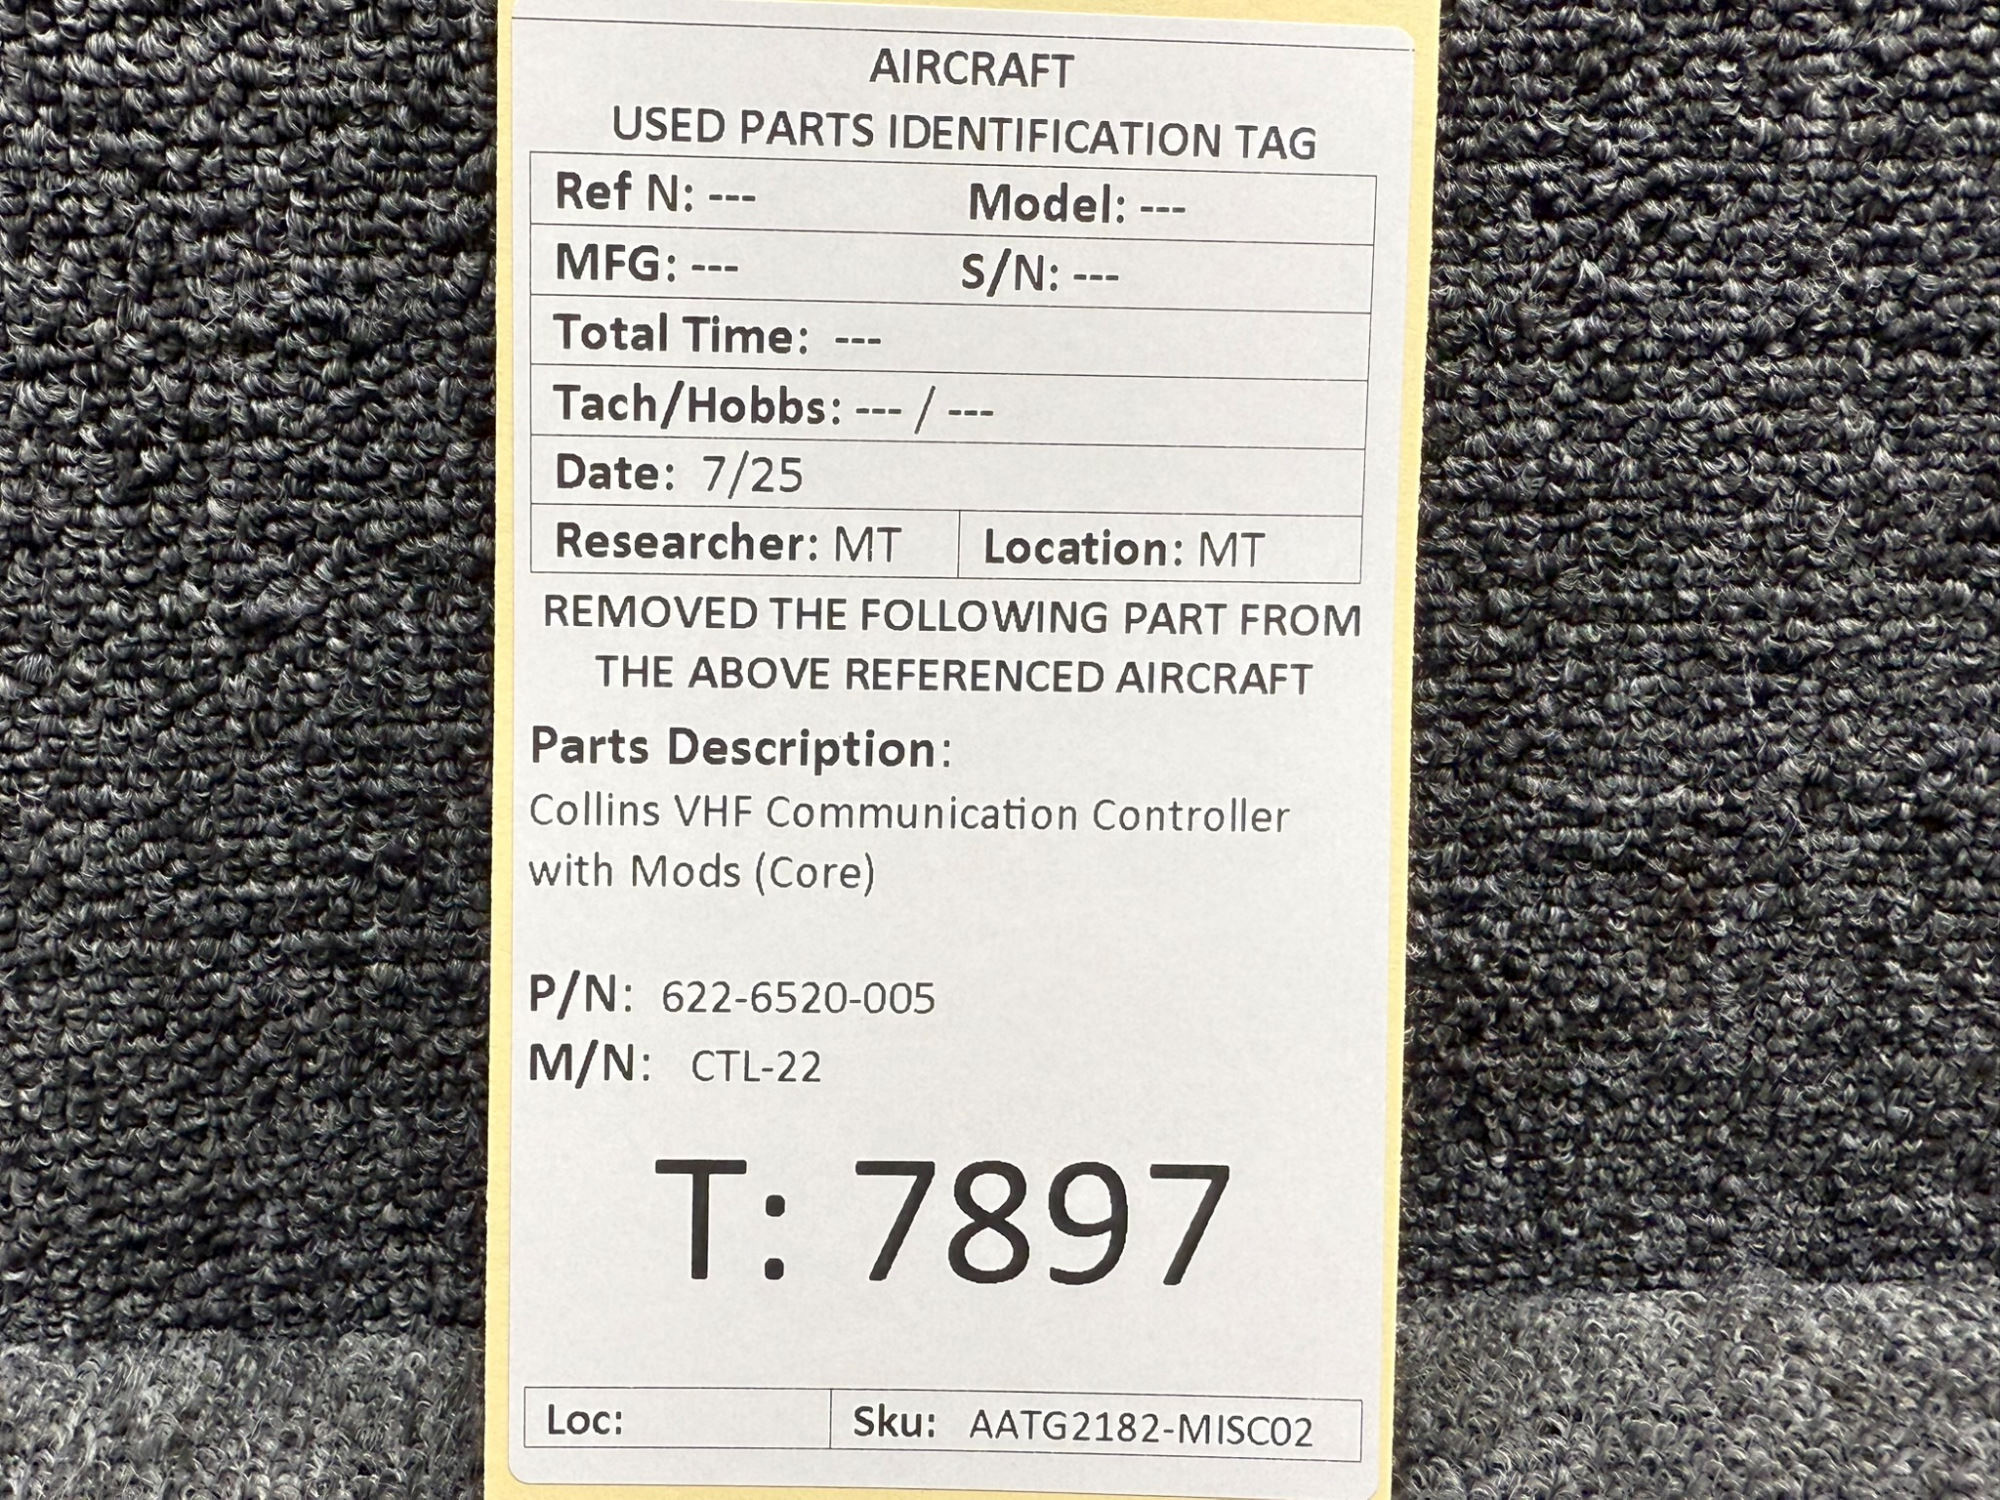 AIRCRAFT
USED PARTS IDENTIFICATION TAG
Ref N: --- Model: ---
MFG: --- S/N: ---
Total Time: ---
Tach/Hobbs: --- / ---
Date: 7/25
Researcher: MT Location: MT
REMOVED THE FOLLOWING PART FROM
THE ABOVE REFERENCED AIRCRAFT
Parts Description:
Collins VHF Communication Controller
with Mods (Core)
P/N: 622-6520-005
M/N: CTL-22
T: 7897
Loc: Sku: AATG2182-MISC02